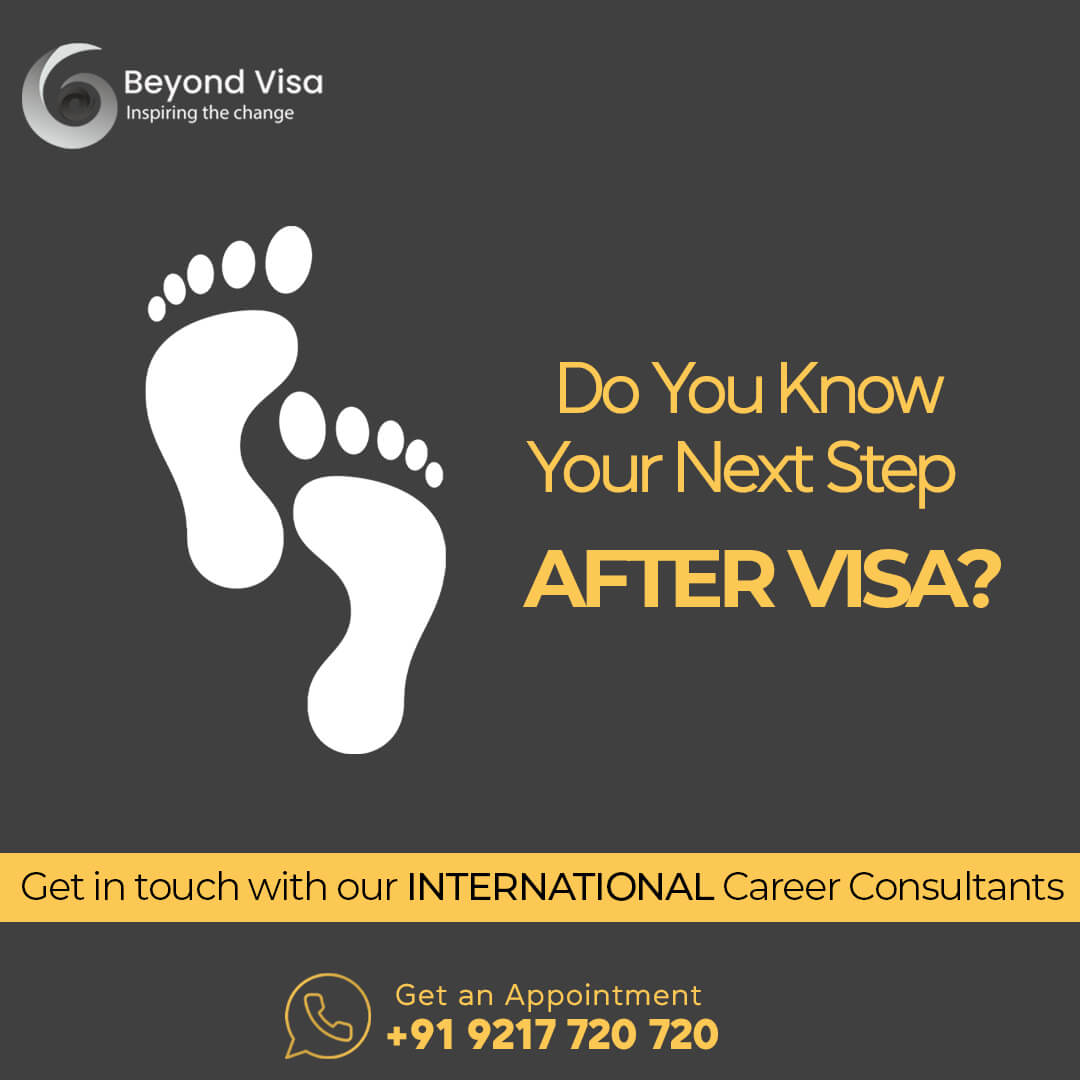 Beyond Visa
Inspiring the change
Do You Know
Your Next Step
AFTER VISA?
Get in touch with our INTERNATIONAL Career Consultants
Get an Appointment
+91 9217 720 720